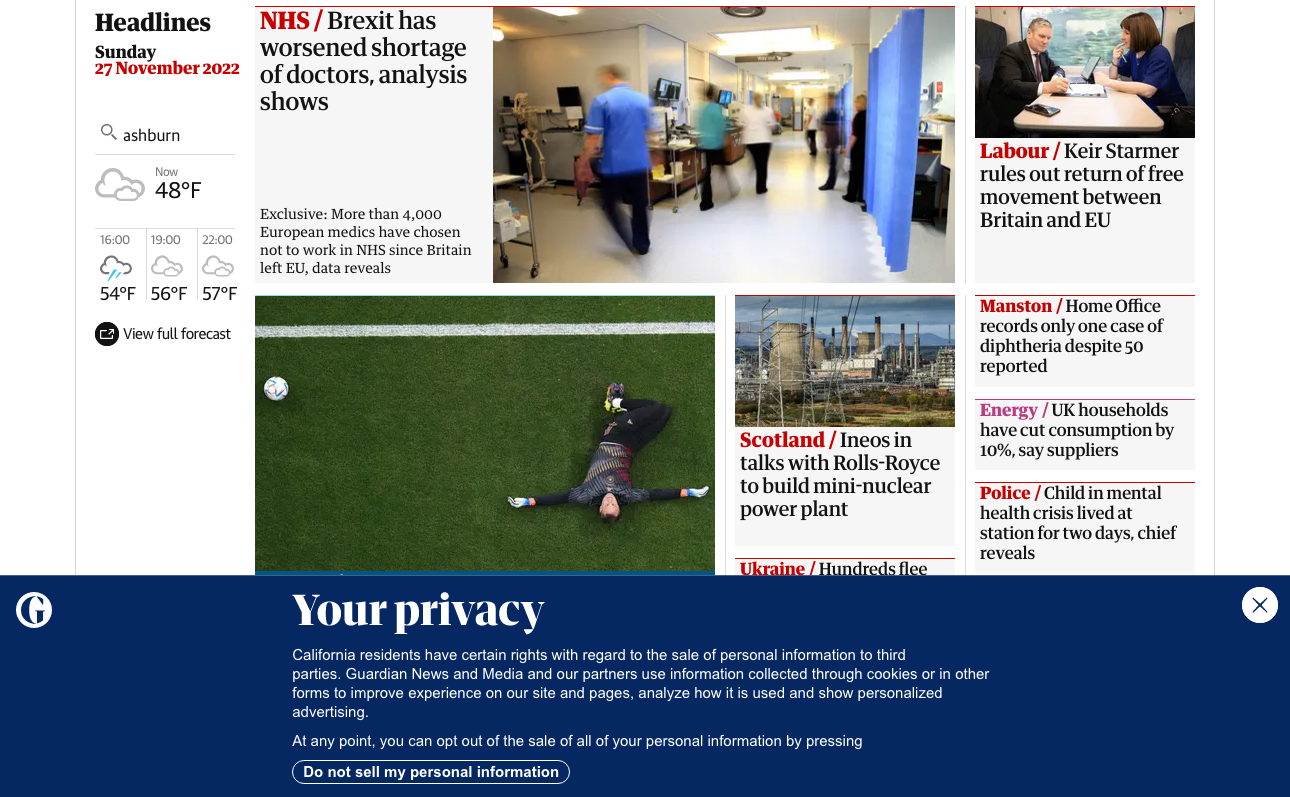 Headlines
Sunday
27 November 2022
ashburn
Now
48°F
16:00
19:00
22:00
54°F
56°F
57°F
View full forecast
NHS / Brexit has
worsened shortage
of doctors, analysis
shows
Exclusive: More than 4,000
European medics have chosen
not to work in NHS since Britain
left EU, data reveals
Labour / Keir Starmer
rules out return of free
movement between
Britain and EU
Scotland / Ineos in
talks with Rolls-Royce
to build mini-nuclear
power plant
Ukraine / Hundreds flee
Manston / Home Office
records only one case of
diphtheria despite 50
reported
Energy / UK households
have cut consumption by
10%, say suppliers
Police / Child in mental
health crisis lived at
station for two days, chief
reveals
Your privacy
California residents have certain rights with regard to the sale of personal information to third
parties. Guardian News and Media and our partners use information collected through cookies or in other
forms to improve experience on our site and pages, analyze how it is used and show personalized
advertising.
At any point, you can opt out of the sale of all of your personal information by pressing
Do not sell my personal information